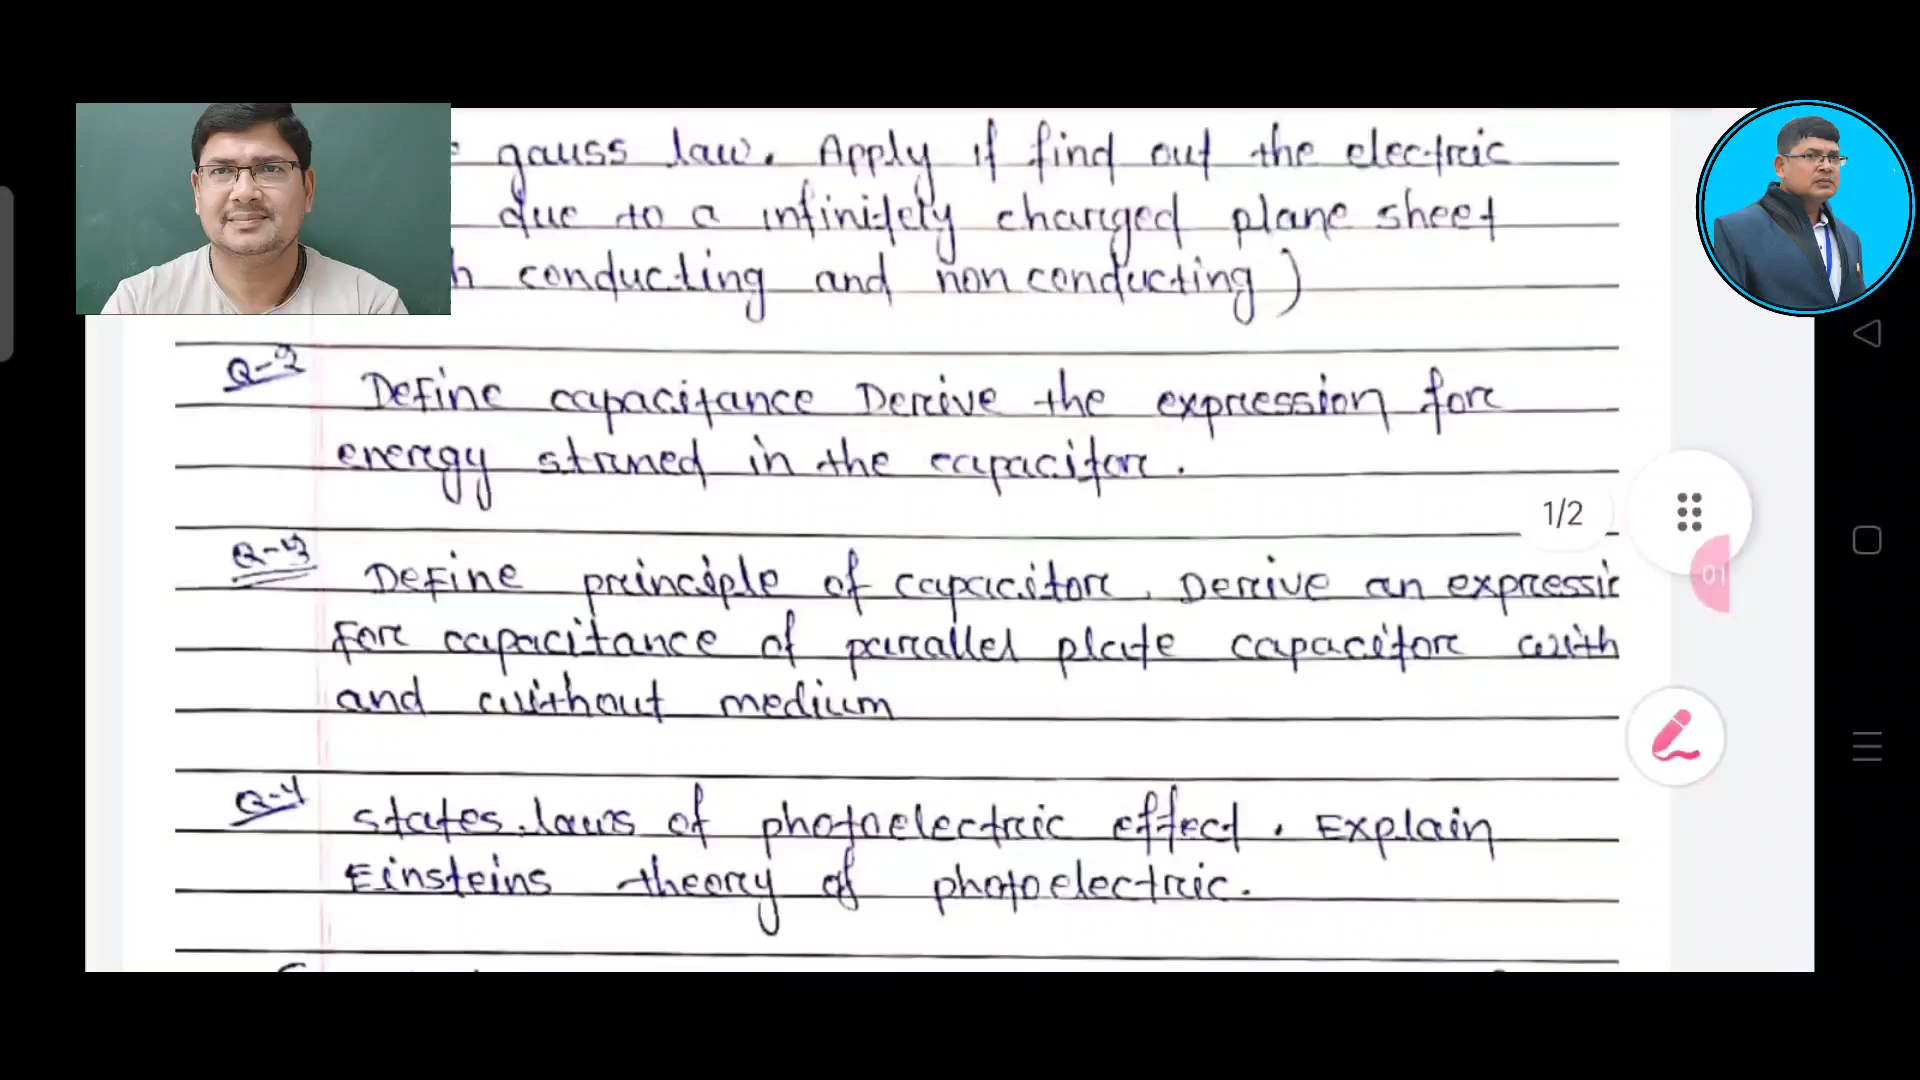 gauss law. Apply if find out the electric
due to a infinitely charged plane sheet
h conducting and non conducting)
Q-2
Define capacitance Derive the expression for
energy in the capacitor.
Q-3
Define principle of capacitor. Derive an expressi
For capacitance of parallel plate capacitor with
and without medium
1/2
01
Q-4
states laws of photoelectric effect. Explain
Einsteins theory of photoelectric.